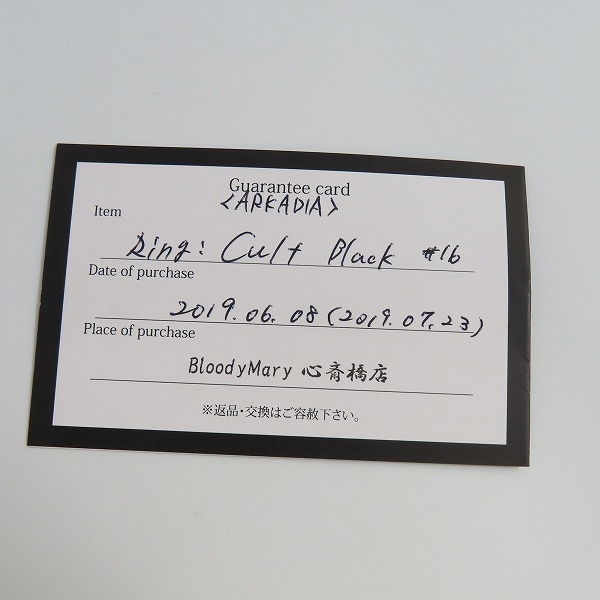 Guarantee card
<ARKADIA>
Item
Ring: Cult Black #16
Date of purchase
2019.06.08(2019.07.23)
Place of purchase
BloodyMary 心斎橋店
※返品・交換はご容赦下さい。